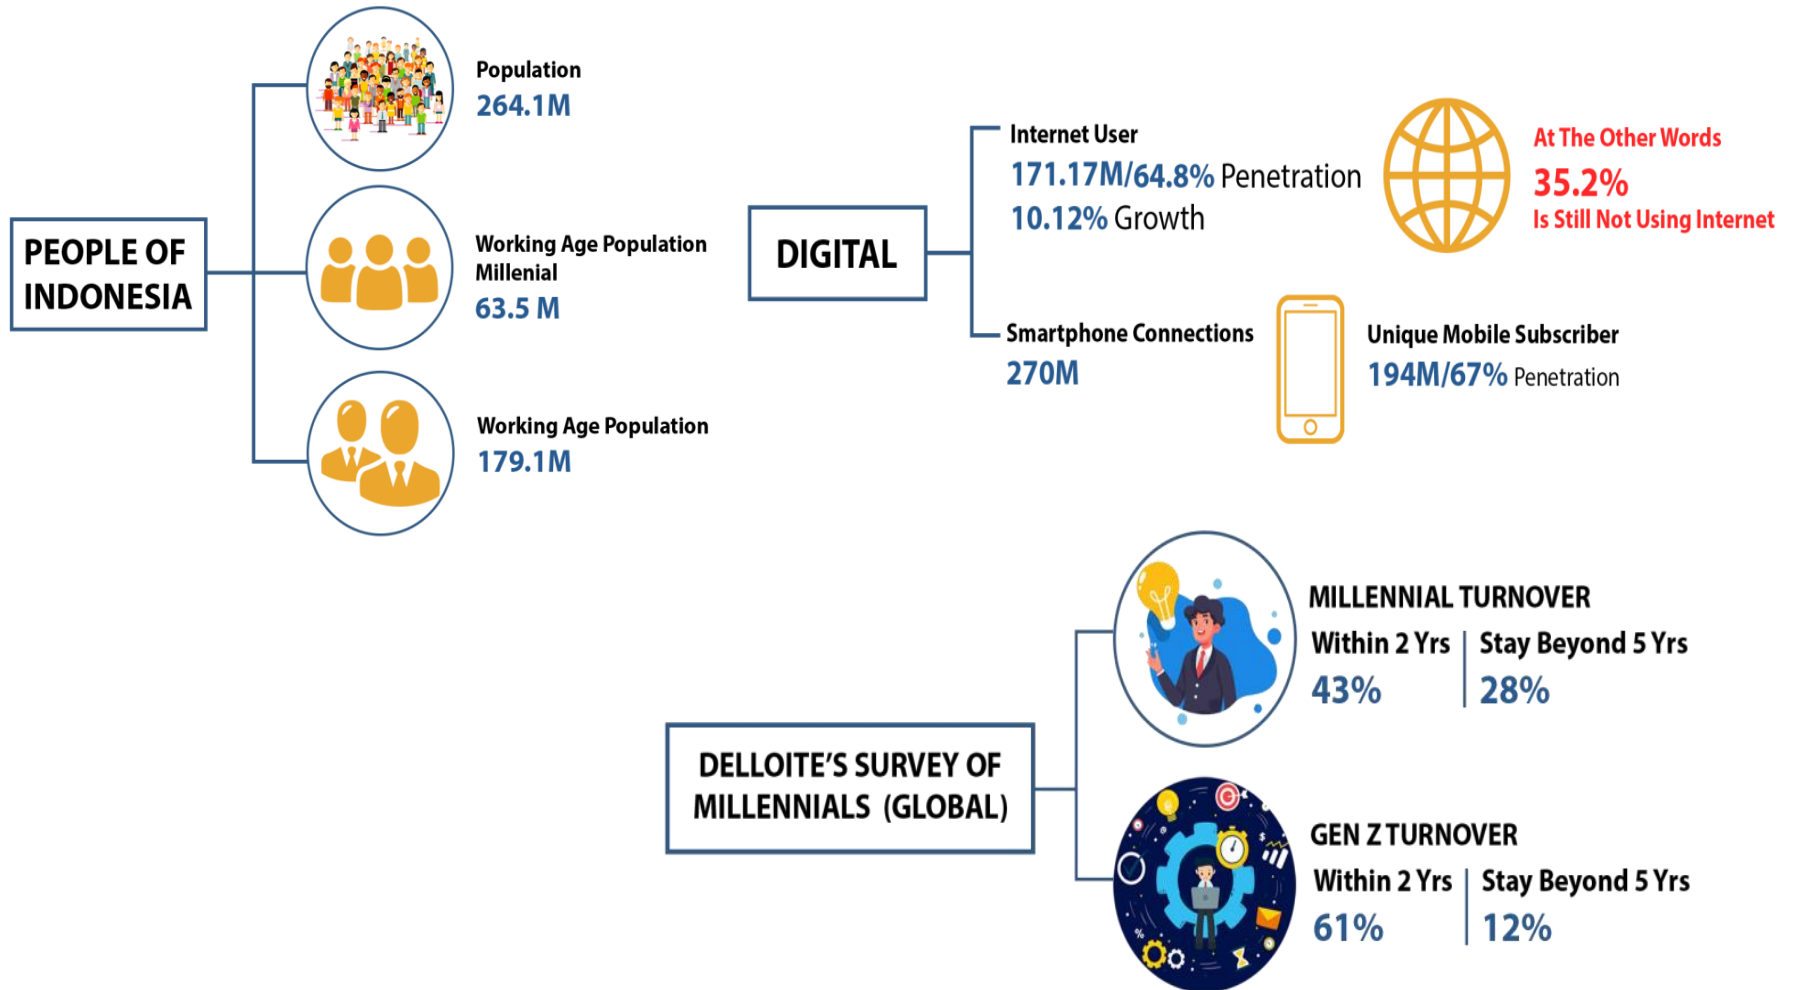 PEOPLE OF
INDONESIA
Population
264.1M
Working Age Population
Millenial
63.5 M
Working Age Population
179.1M
DIGITAL
Internet User
171.17M/64.8% Penetration
10.12% Growth
At The Other Words
35.2%
Is Still Not Using Internet
Smartphone Connections
270M
Unique Mobile Subscriber
194M/67% Penetration
DELLOITE’S SURVEY OF
MILLENNIALS (GLOBAL)
MILLENNIAL TURNOVER
Within 2 Yrs
43%
Stay Beyond 5 Yrs
28%
GEN Z TURNOVER
Within 2 Yrs
61%
Stay Beyond 5 Yrs
12%